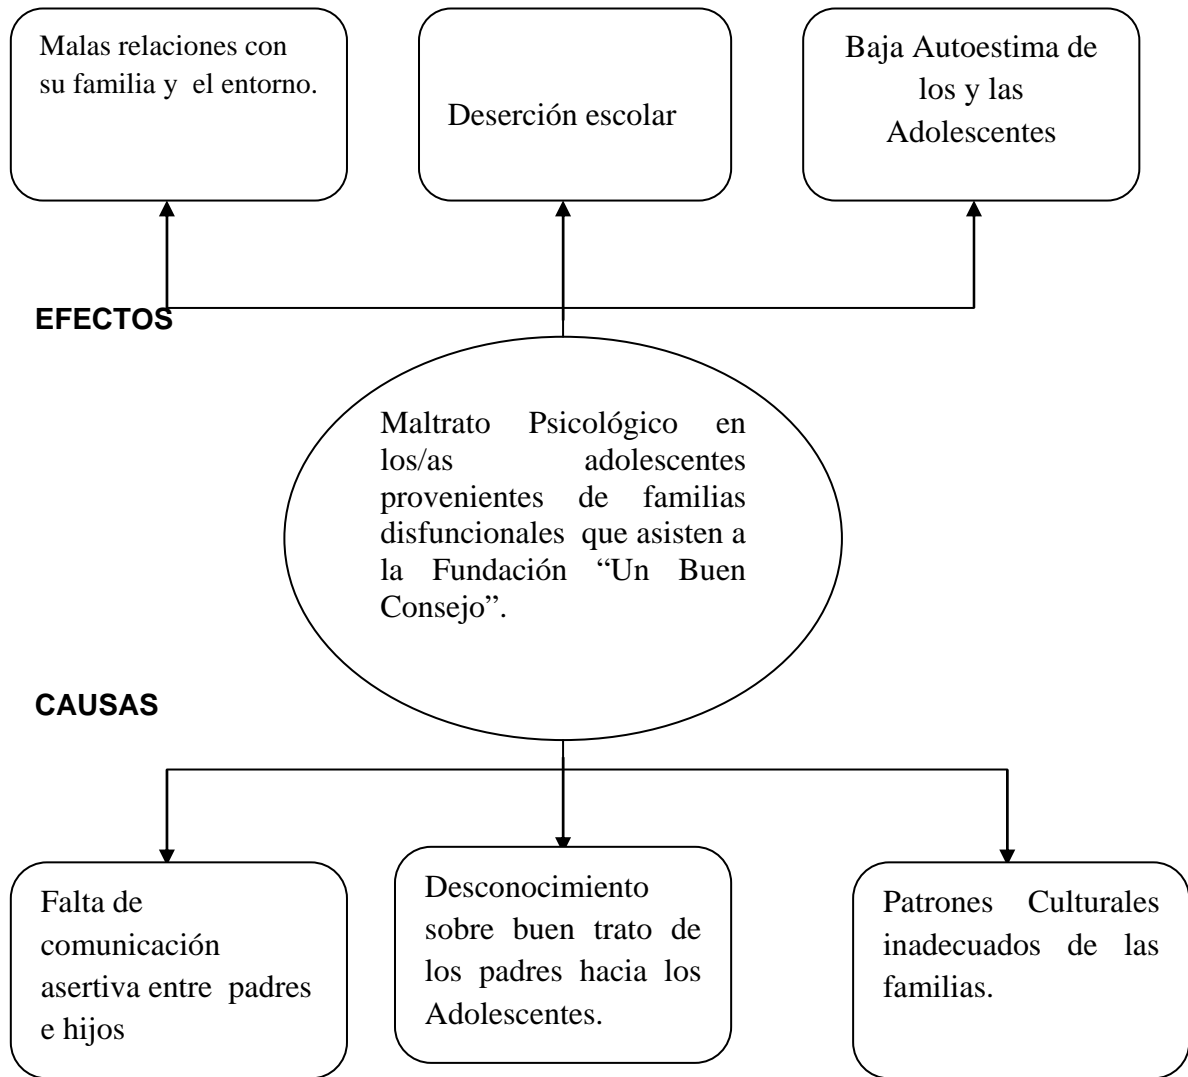 Malas relaciones con
su familia y el entorno.
Deserción escolar
Baja Autoestima de
los y las
Adolescentes
EFECTOS
Maltrato Psicológico en
los/as adolescentes
provenientes de familias
disfuncionales que asisten a
la Fundación “Un Buen
Consejo”.
CAUSAS
Falta de
comunicación
asertiva entre padres
e hijos
Desconocimiento
sobre buen trato de
los padres hacia los
Adolescentes.
Patrones Culturales
inadecuados de las
familias.